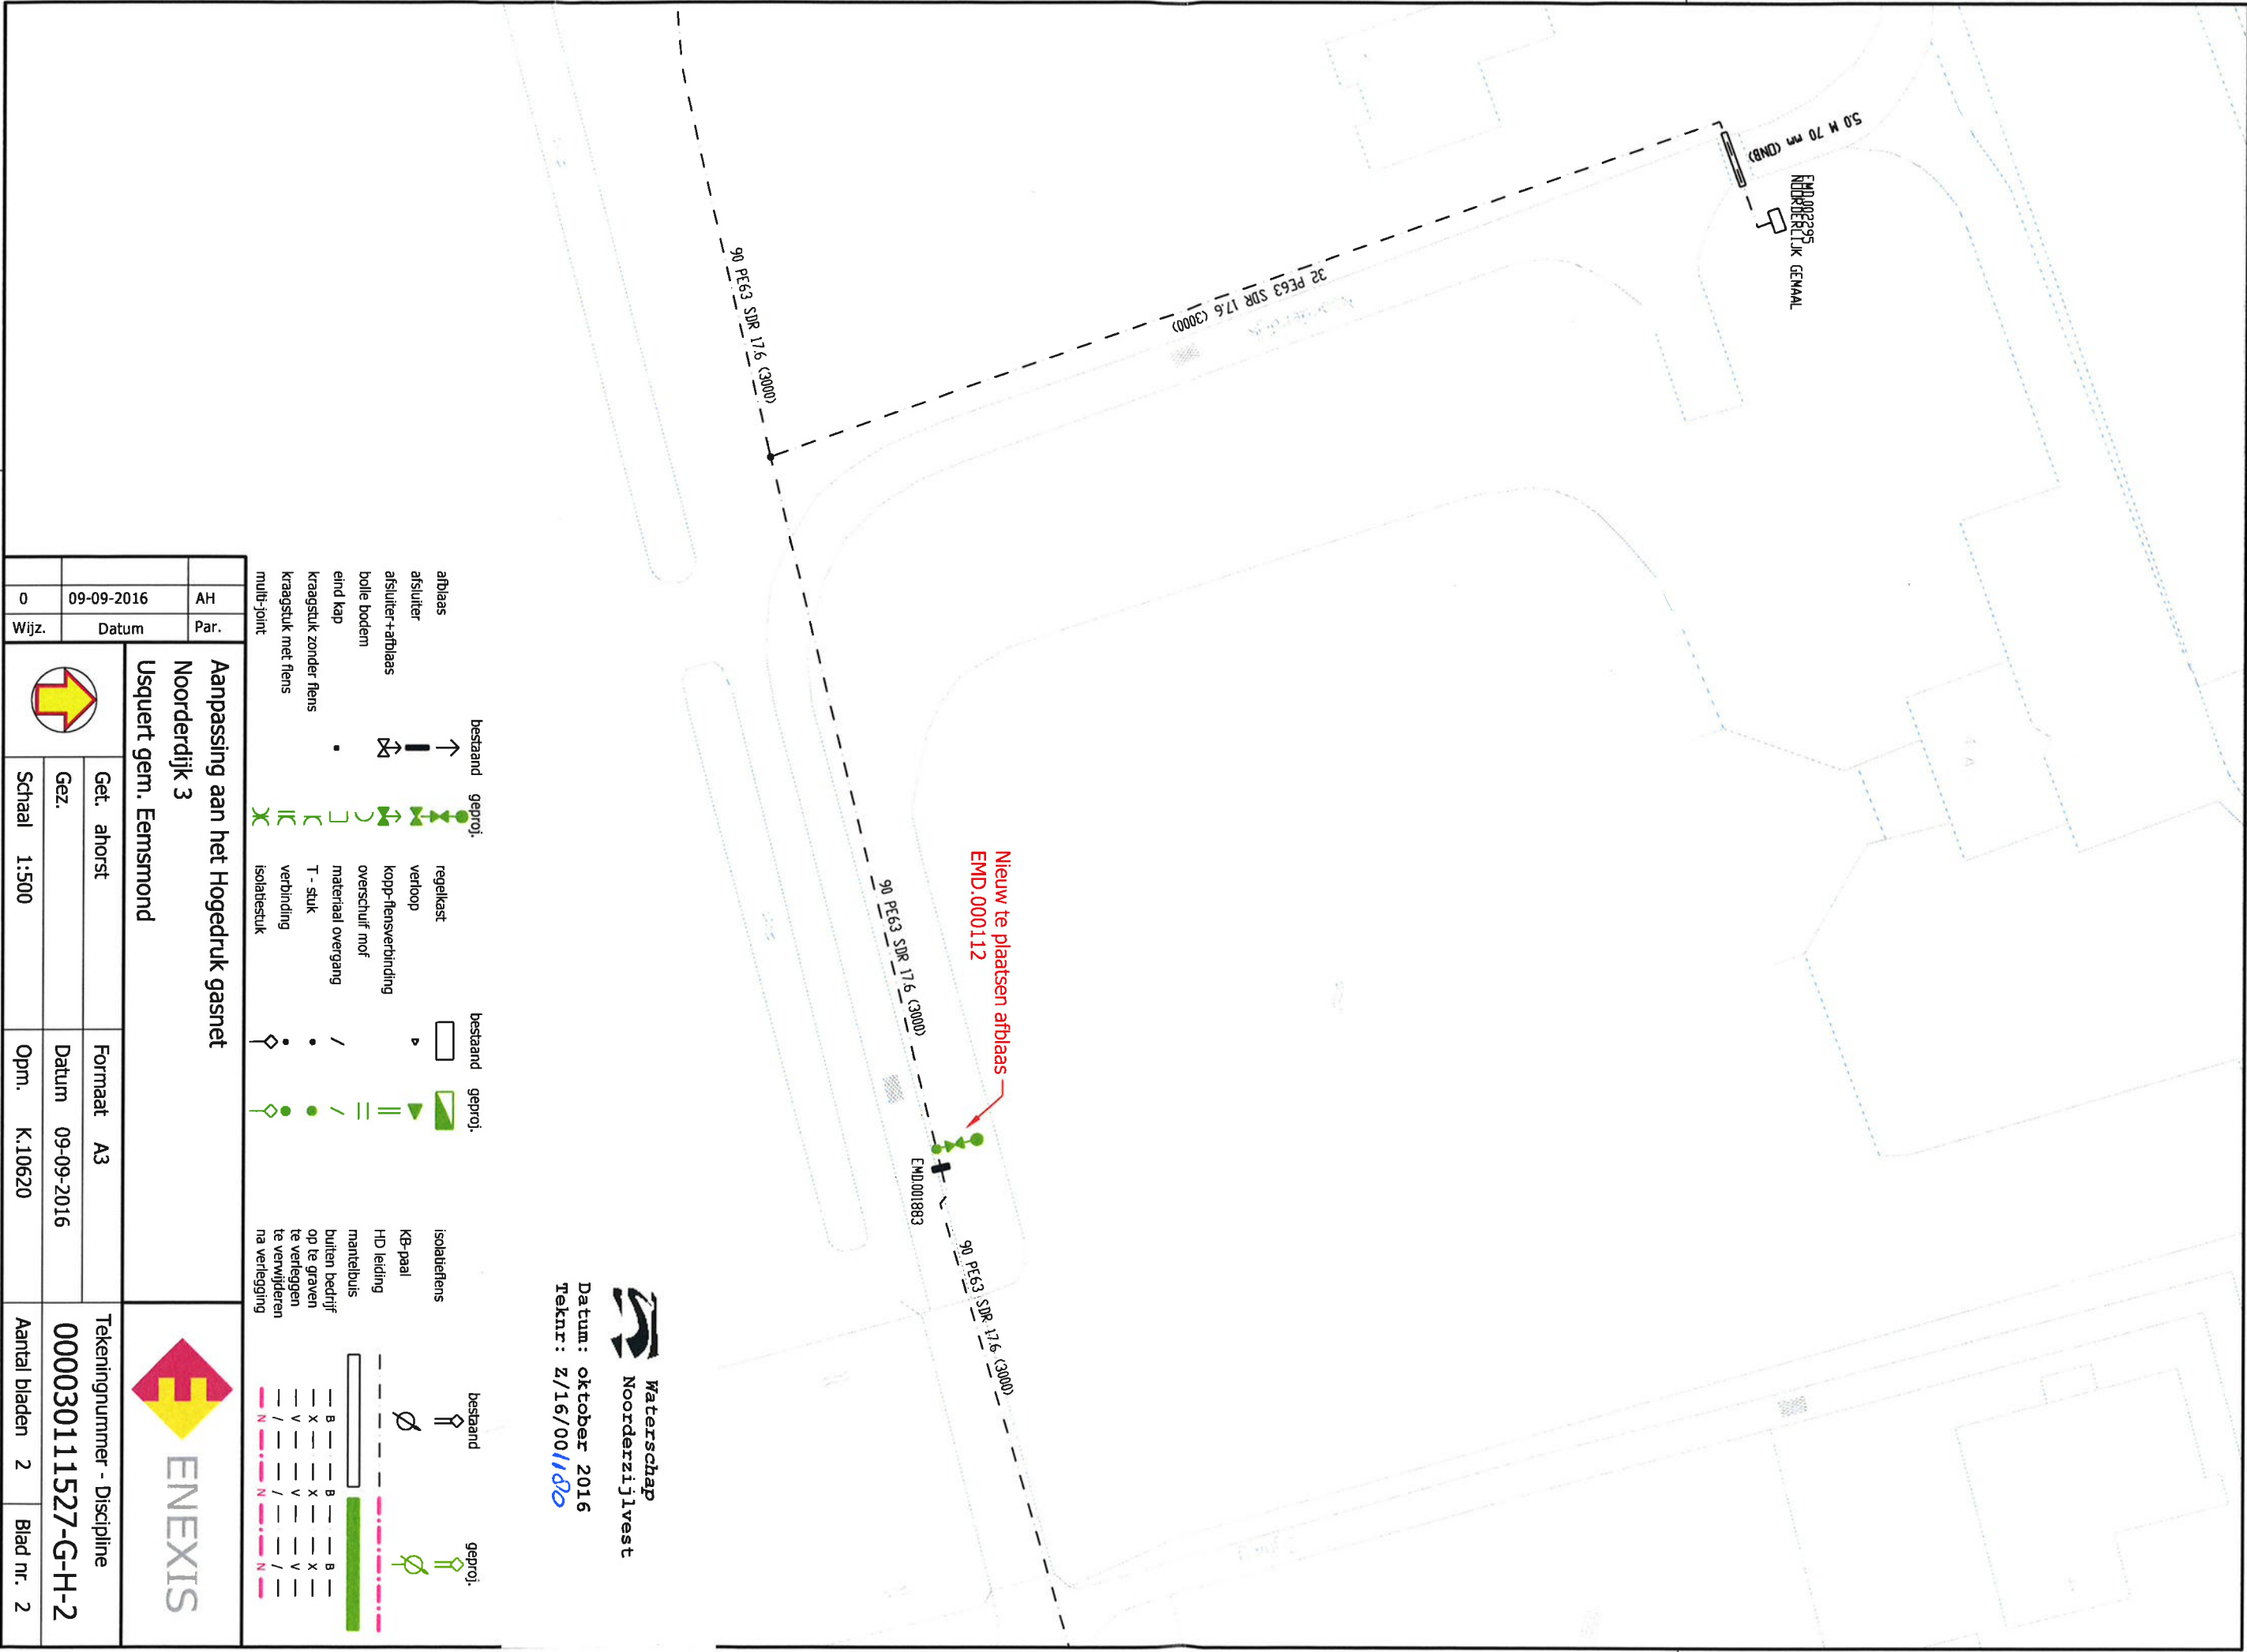 5.0 M 70 mm (ONB)
NOORDERLIJK GEMAAL
32 PE63 SDR 17.6 (3000)
90 PE63 SDR 17.6 (3000)
90 PE63 SDR 17.6 (3000)
90 PE63 SDR 17.6 (3000)
Nieuw te plaatsen afblaas
EMD.000112
EMD.001883
Waterschap
Noorderzijlvest
Datum: oktober 2016
Teknr: Z/16/001180
bestaand geproj.
afblaas
afsluiter
afsluiter+afblaas
bolle bodem
eind kap
kraagstuk zonder flens
kraagstuk met flens
multi-joint
bestaand geproj.
regelkast
verloop
kopp-flensverbinding
overschuif mof
materiaal overgang
T - stuk
verbinding
isolatiestuk
bestaand geproj.
isolatieflens
KB-paal
HD leiding
mantelbuis
buiten bedrijf B B B
op te graven X X X
te verleggen V V V
te verwijderen / / /
na verlegging N N N
AH
0 09-09-2016
Wijz. Datum Par.
Aanpassing aan het Hogedruk gasnet
Noorderdijk 3
Usquert gem. Eemsmond
ENEXIS
Get. ahorst
Formaat A3
Tekeningnummer - Discipline
Gez.
Datum 09-09-2016
000030111527-G-H-2
Schaal 1:500
Opm. K.10620
Aantal bladen 2
Blad nr. 2